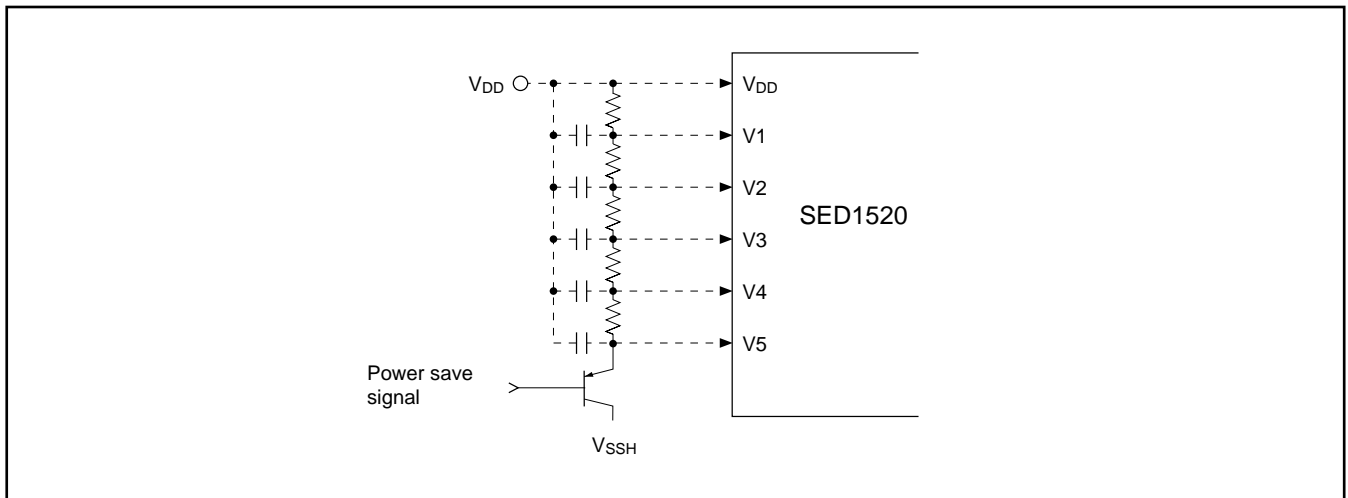 VDD VDD
V1
V2
SED1520
V3
V4
V5
Power save
signal
VSSH